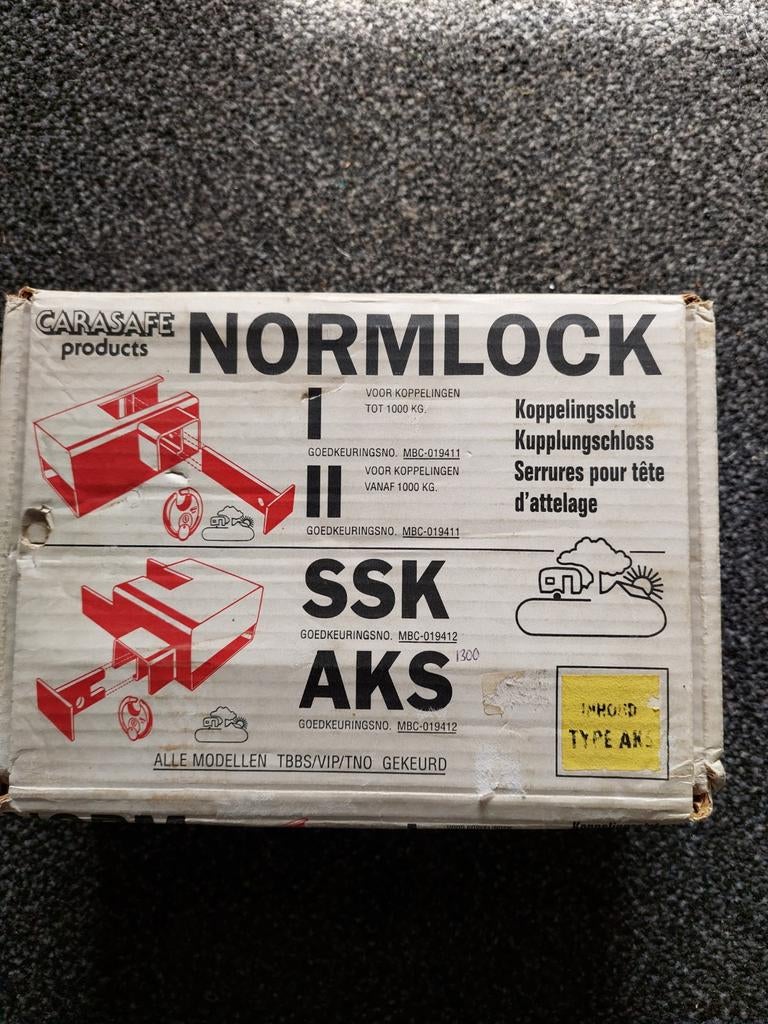 CARASAFE
products
NORMLOCK
I
VOOR KOPPELINGEN
TOT 1000 KG.
GOEDKEURINGSNO. MBC-019411
II
VOOR KOPPELINGEN
VANAF 1000 KG.
GOEDKEURINGSNO. MBC-019411
Koppelingsslot
Kupplungschloss
Serrures pour tête
d'attelage
SSK
GOEDKEURINGSNO. MBC-019412
AKS
1300
GOEDKEURINGSNO. MBC-019412
INHOUD
TYPE AKS
ALLE MODELLEN TBBS/VIP/TNO GEKEURD